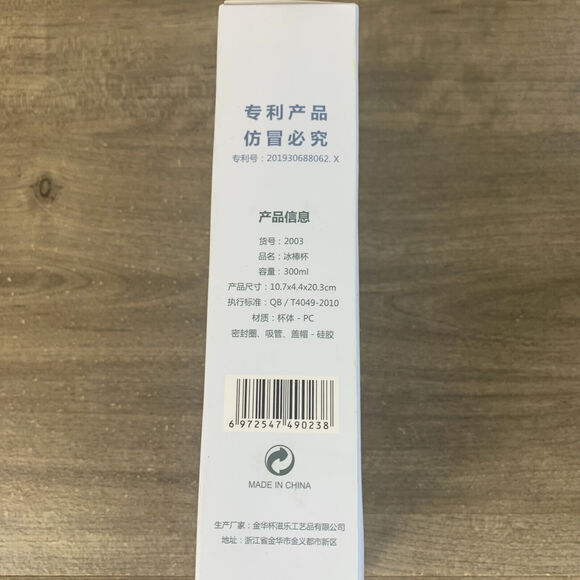 专利产品
仿冒必究
专利号：201930688062. X
产品信息
货号：2003
品名：冰棒杯
容量：300ml
产品尺寸：10.7x4.4x20.3cm
执行标准：QB / T4049-2010
材质：杯体 - PC
密封圈、吸管、盖帽 - 硅胶
6 972547 490238
MADE IN CHINA
生产厂家：金华杯滋乐工艺品有限公司
地址：浙江省金华市金义都市新区